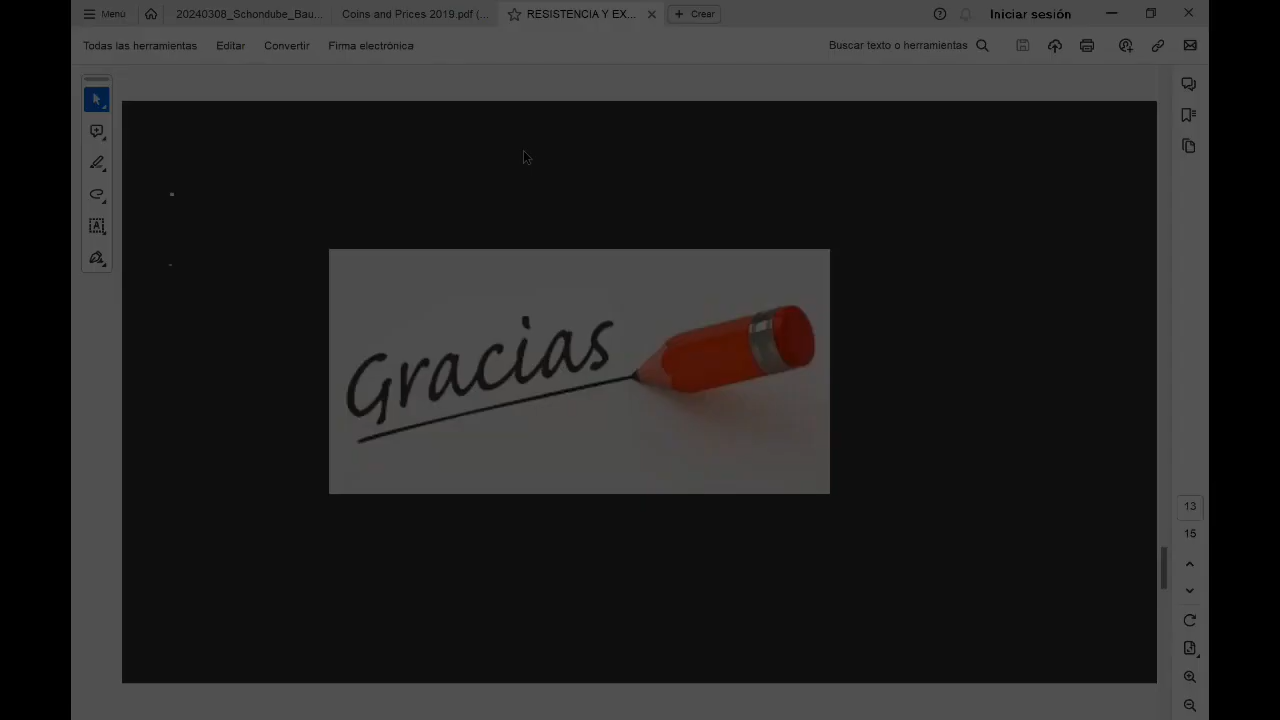 Menú
20240308_Schondube_Bau...
Coins and Prices 2019.pdf (...
RESISTENCIA Y EX...
Crear
Iniciar sesión
Todas las herramientas
Editar
Convertir
Firma electrónica
Buscar texto o herramientas
Gracias
13
15